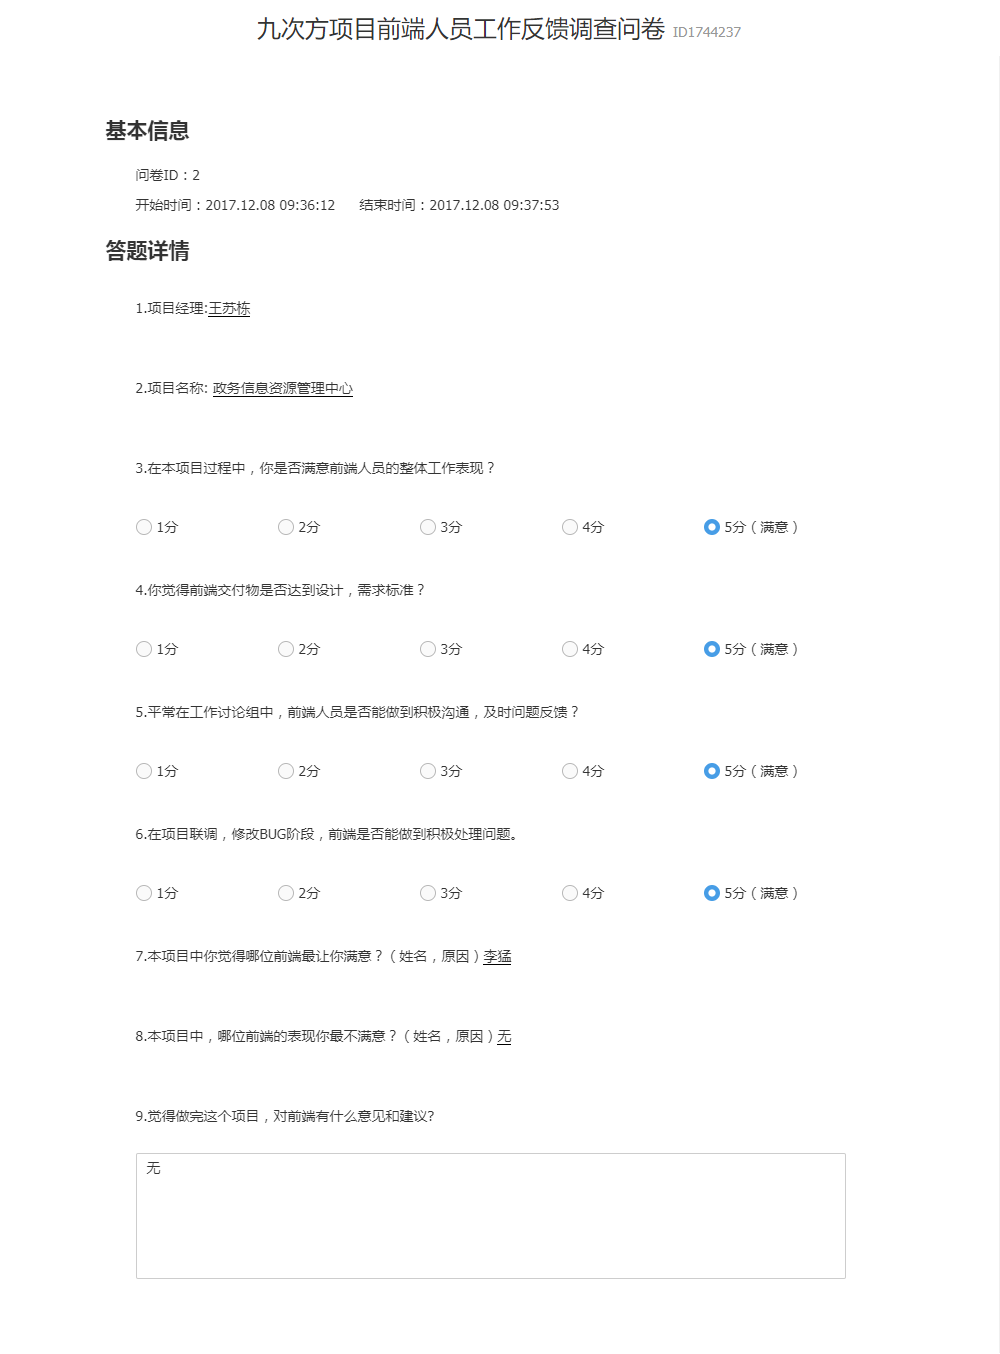 九次方项目前端人员工作反馈调查问卷 ID1744237
基本信息
问卷ID：2
开始时间：2017.12.08 09:36:12 结束时间：2017.12.08 09:37:53
答题详情
1.项目经理:王苏栋
2.项目名称: 政务信息资源管理中心
3.在本项目过程中，你是否满意前端人员的整体工作表现？
1分 2分 3分 4分 5分（满意）
4.你觉得前端交付物是否达到设计，需求标准？
1分 2分 3分 4分 5分（满意）
5.平常在工作讨论组中，前端人员是否能做到积极沟通，及时问题反馈？
1分 2分 3分 4分 5分（满意）
6.在项目联调，修改BUG阶段，前端是否能做到积极处理问题。
1分 2分 3分 4分 5分（满意）
7.本项目中你觉得哪位前端最让你满意？（姓名，原因）李猛
8.本项目中，哪位前端的表现你最不满意？（姓名，原因）无
9.觉得做完这个项目，对前端有什么意见和建议?
无